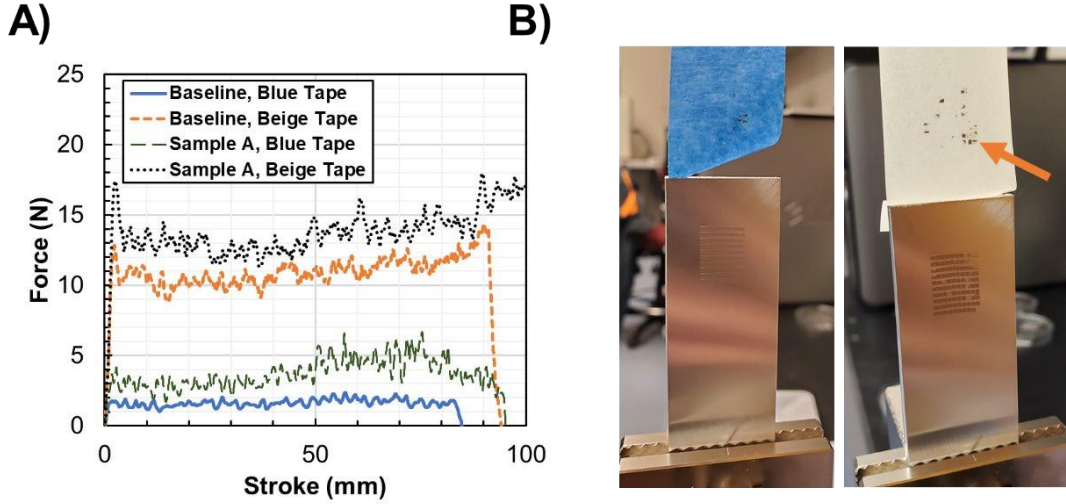 A)
B)
25
20
15
10
5
0
Force (N)
Baseline, Blue Tape
Baseline, Beige Tape
Sample A, Blue Tape
Sample A, Beige Tape
0
50
100
Stroke (mm)